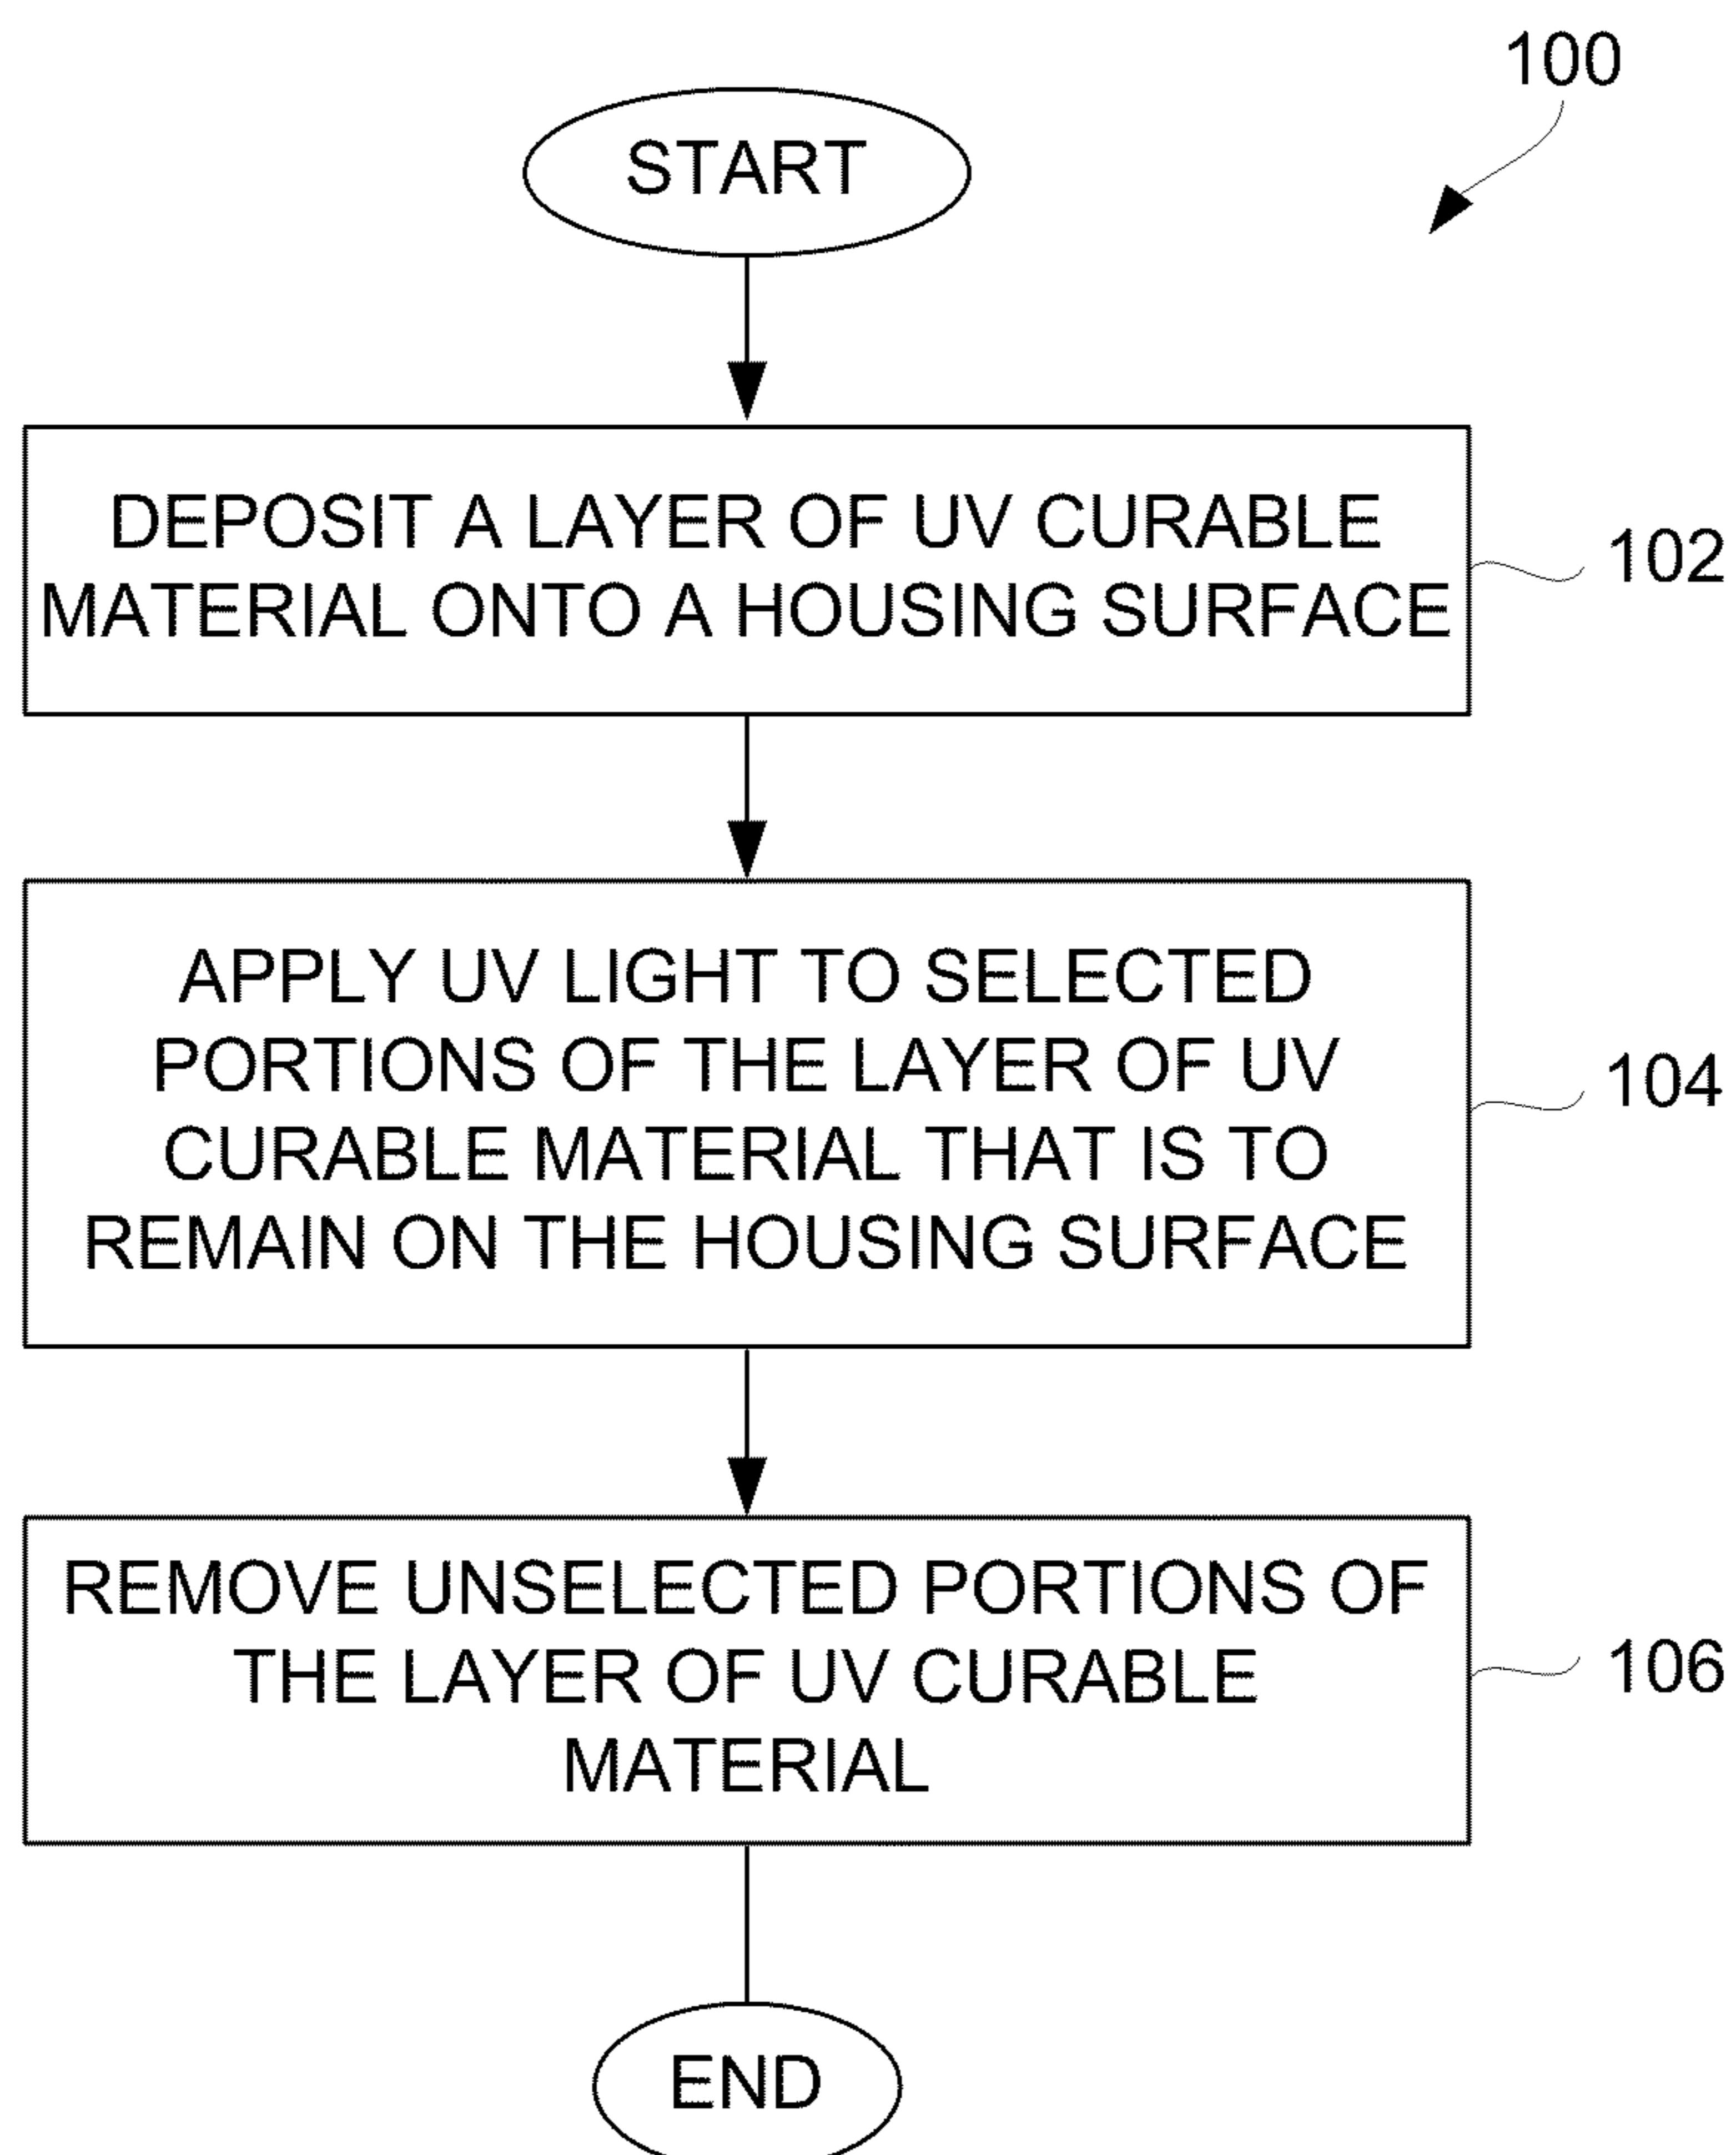 100
START
DEPOSIT A LAYER OF UV CURABLE
MATERIAL ONTO A HOUSING SURFACE
102
APPLY UV LIGHT TO SELECTED
PORTIONS OF THE LAYER OF UV
CURABLE MATERIAL THAT IS TO
REMAIN ON THE HOUSING SURFACE
104
REMOVE UNSELECTED PORTIONS OF
THE LAYER OF UV CURABLE
MATERIAL
106
END